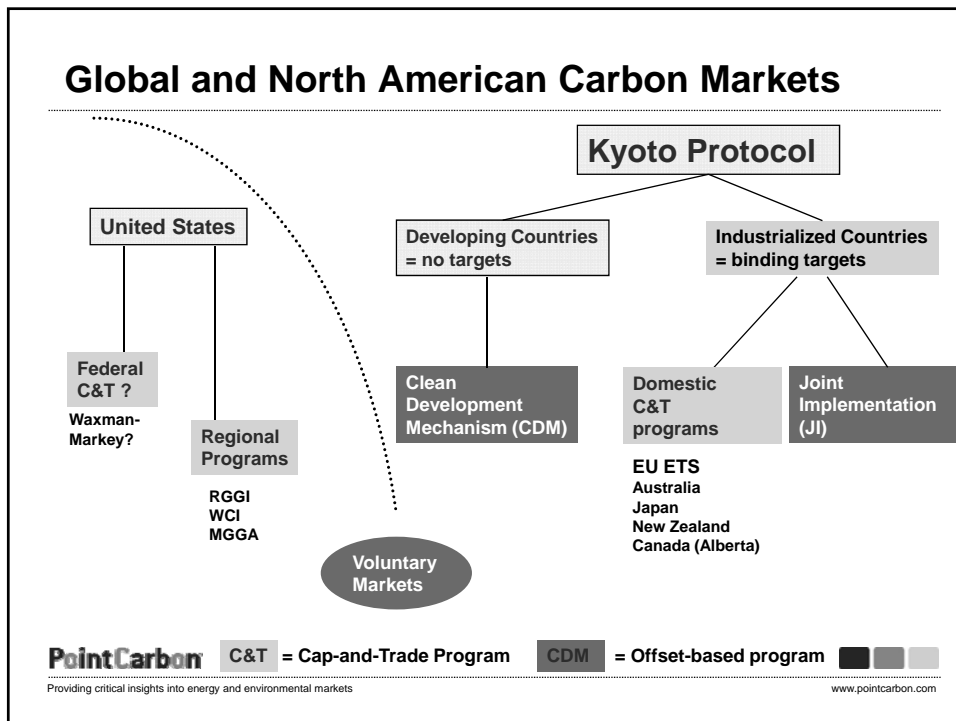 Global and North American Carbon Markets
Kyoto Protocol
United States
Developing Countries
= no targets
Industrialized Countries
= binding targets
Federal
C&T ?
Waxman-
Markey?
Regional
Programs
RGGI
WCI
MGGA
Clean
Development
Mechanism (CDM)
Domestic
C&T
programs
EU ETS
Australia
Japan
New Zealand
Canada (Alberta)
Joint
Implementation
(JI)
Voluntary
Markets
PointCarbon
C&T = Cap-and-Trade Program
CDM = Offset-based program
Providing critical insights into energy and environmental markets
www.pointcarbon.com